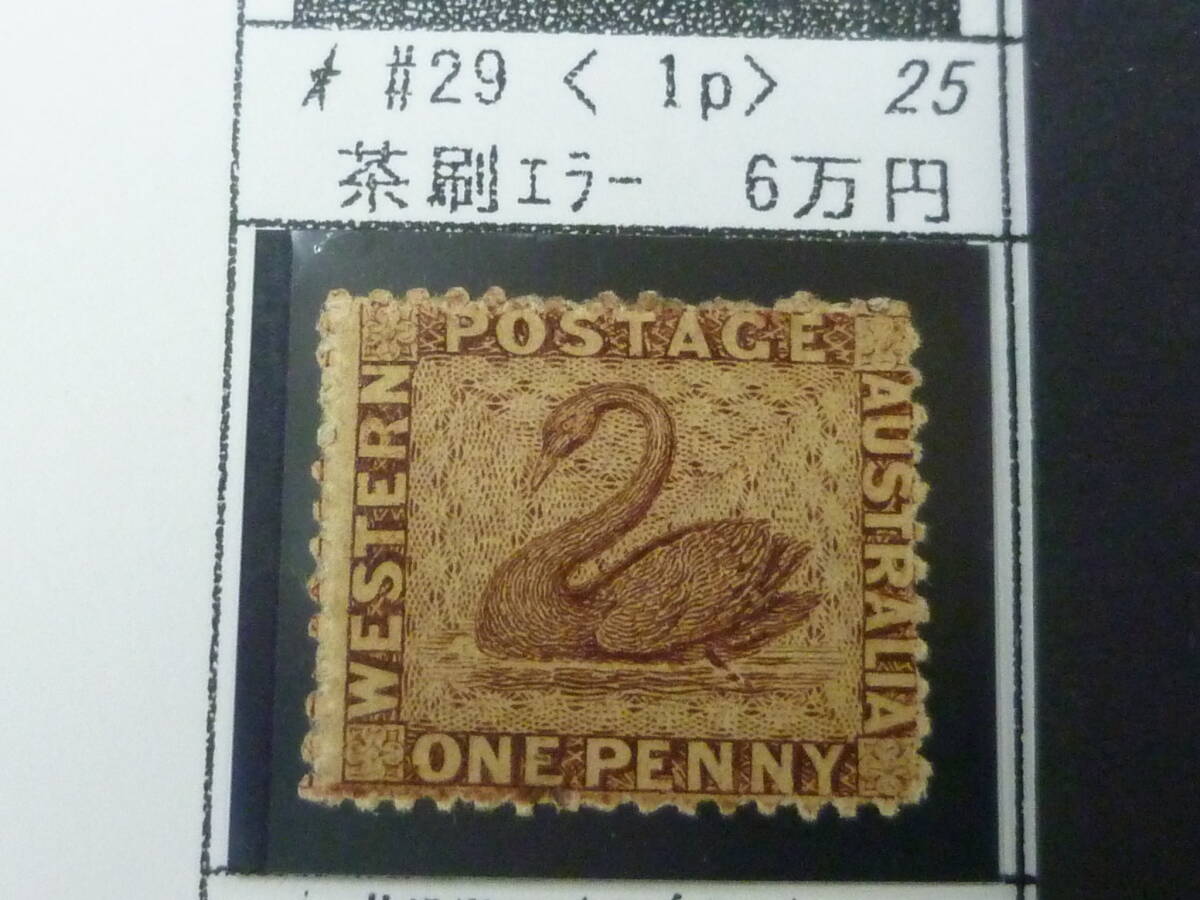 #29 < 1p> 25
茶刷エラー 6万円
POSTAGE
WESTERN
AUSTRALIA
ONE PENNY